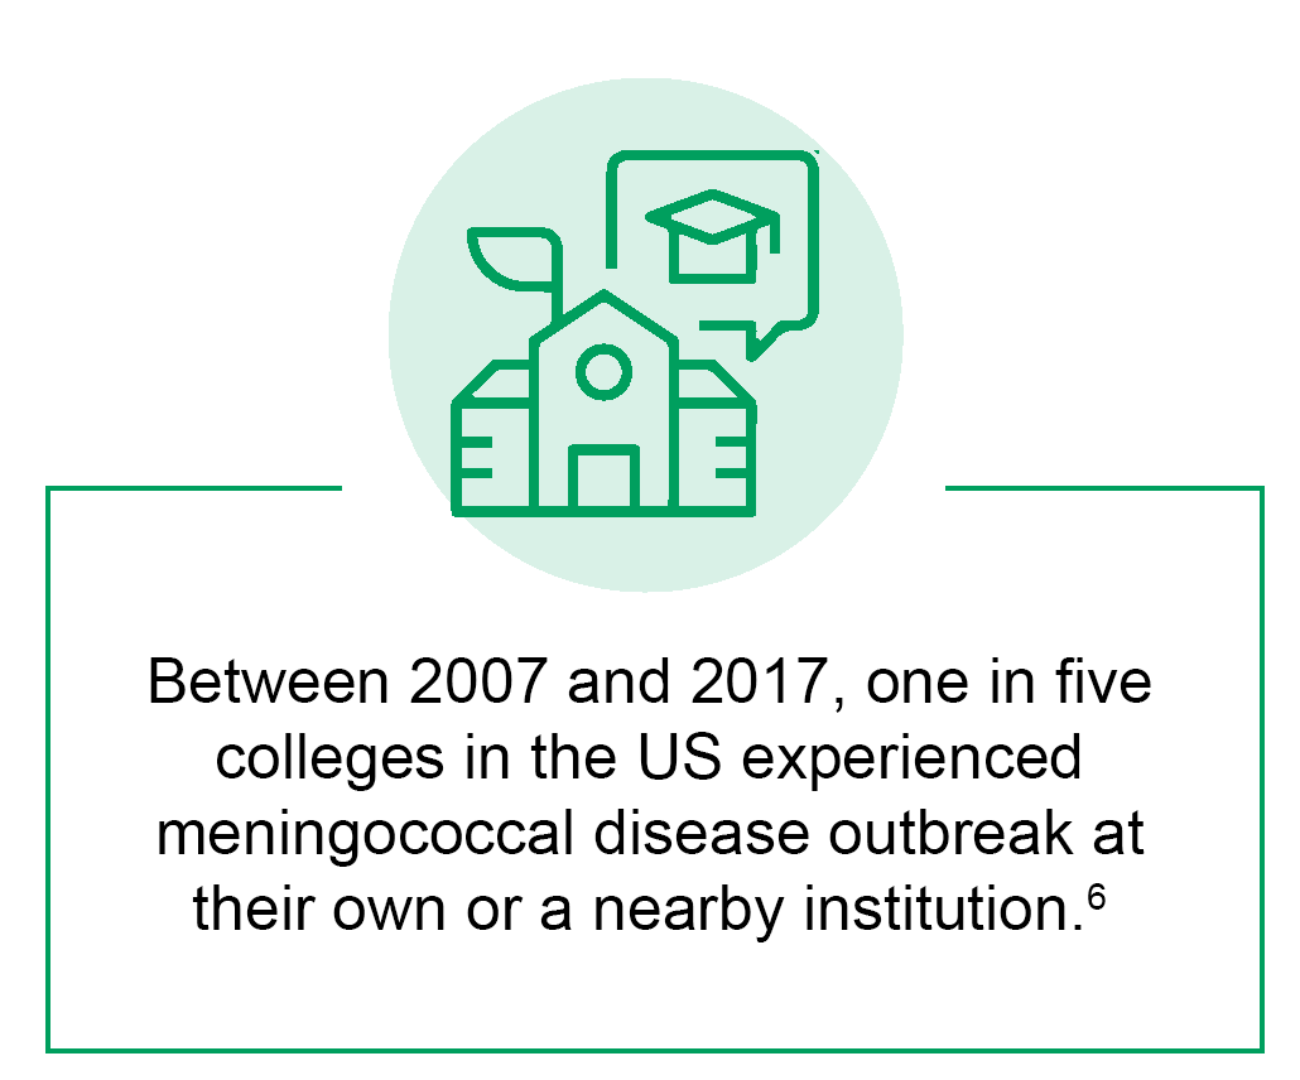 Between 2007 and 2017, one in five
colleges in the US experienced
meningococcal disease outbreak at
their own or a nearby institution.⁶